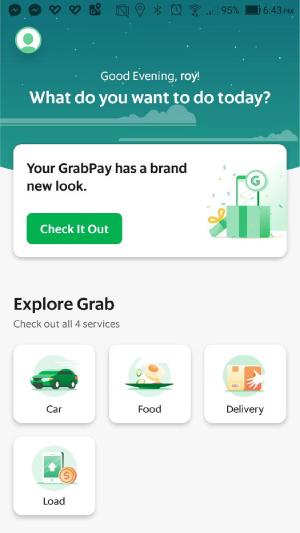 95% 6:43 PM
Good Evening, roy!
What do you want to do today?
Your GrabPay has a brand
new look.
G
Check It Out
Explore Grab
Check out all 4 services
Car
Food
Delivery
Load